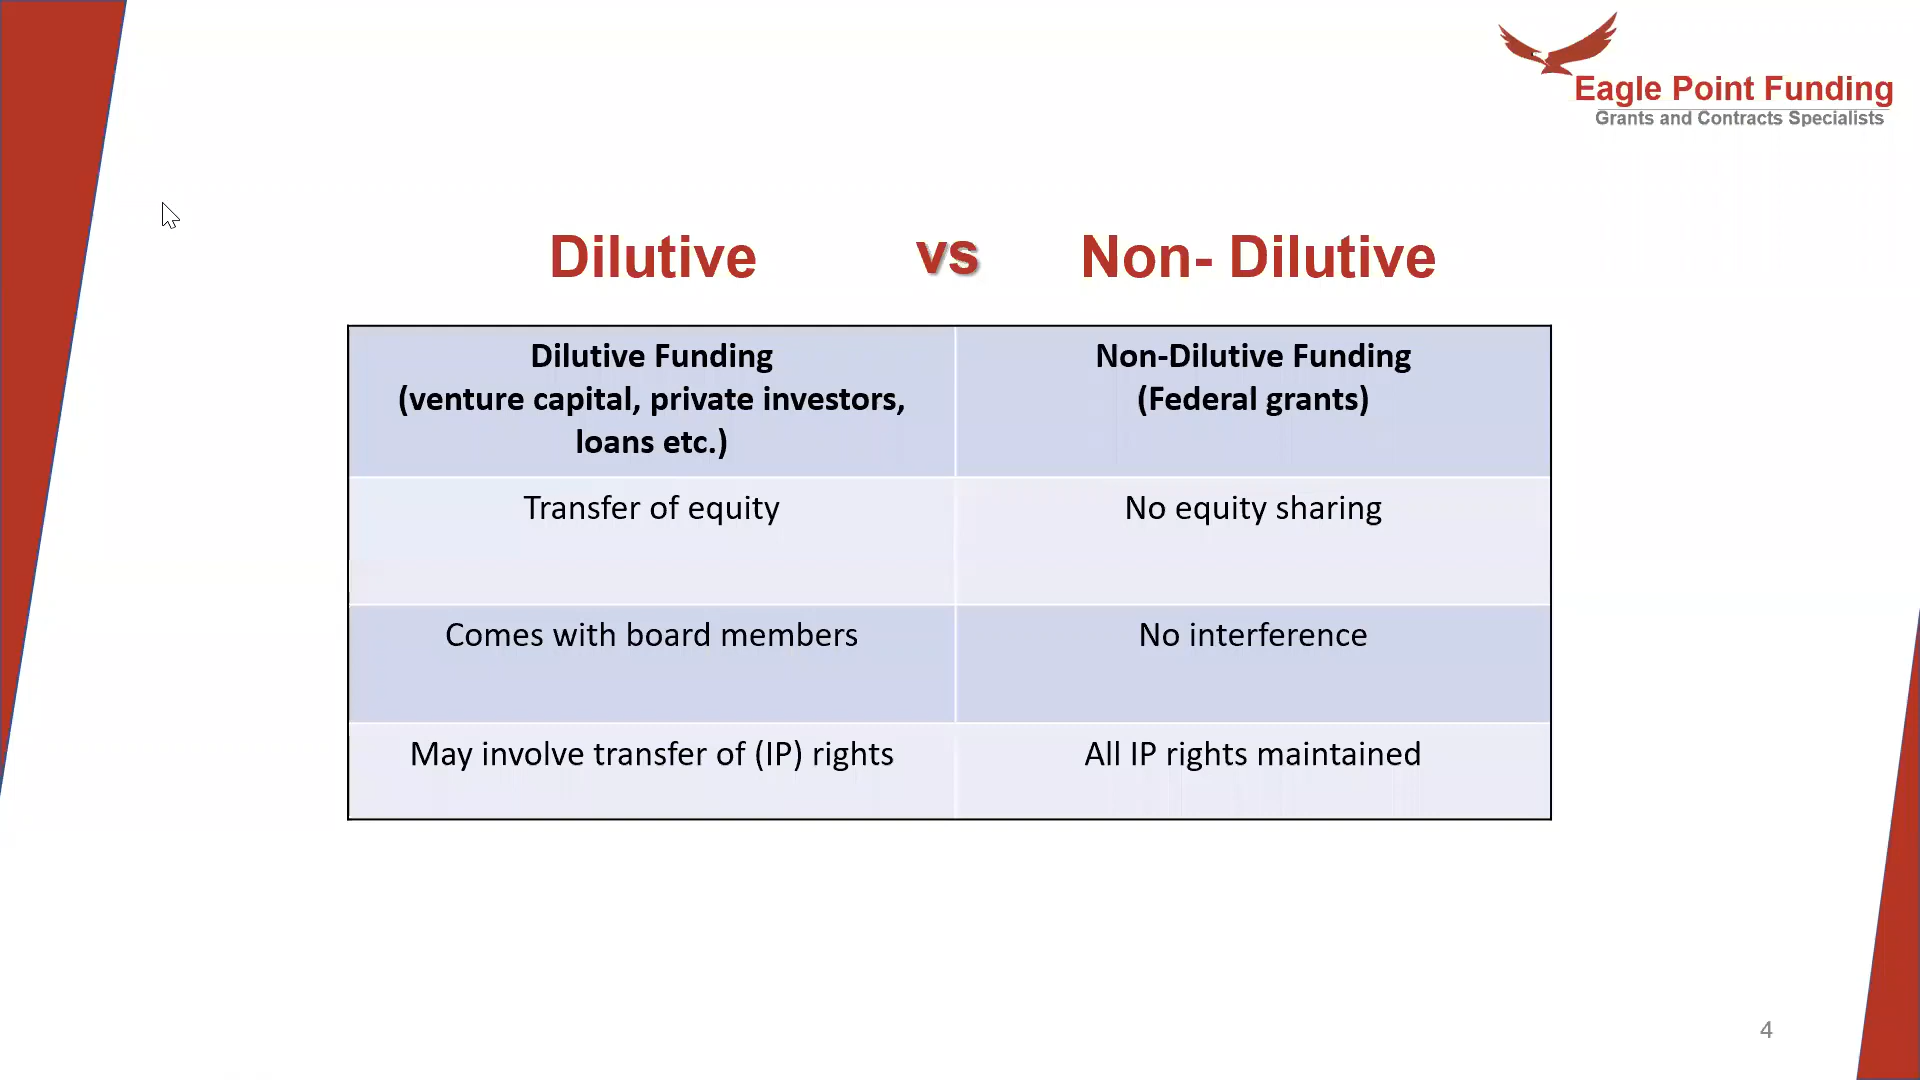 Eagle Point Funding
Grants and Contracts Specialists
Dilutive vs Non- Dilutive
Dilutive Funding
(venture capital, private investors,
loans etc.)
Non-Dilutive Funding
(Federal grants)
Transfer of equity
No equity sharing
Comes with board members
No interference
May involve transfer of (IP) rights
All IP rights maintained
4